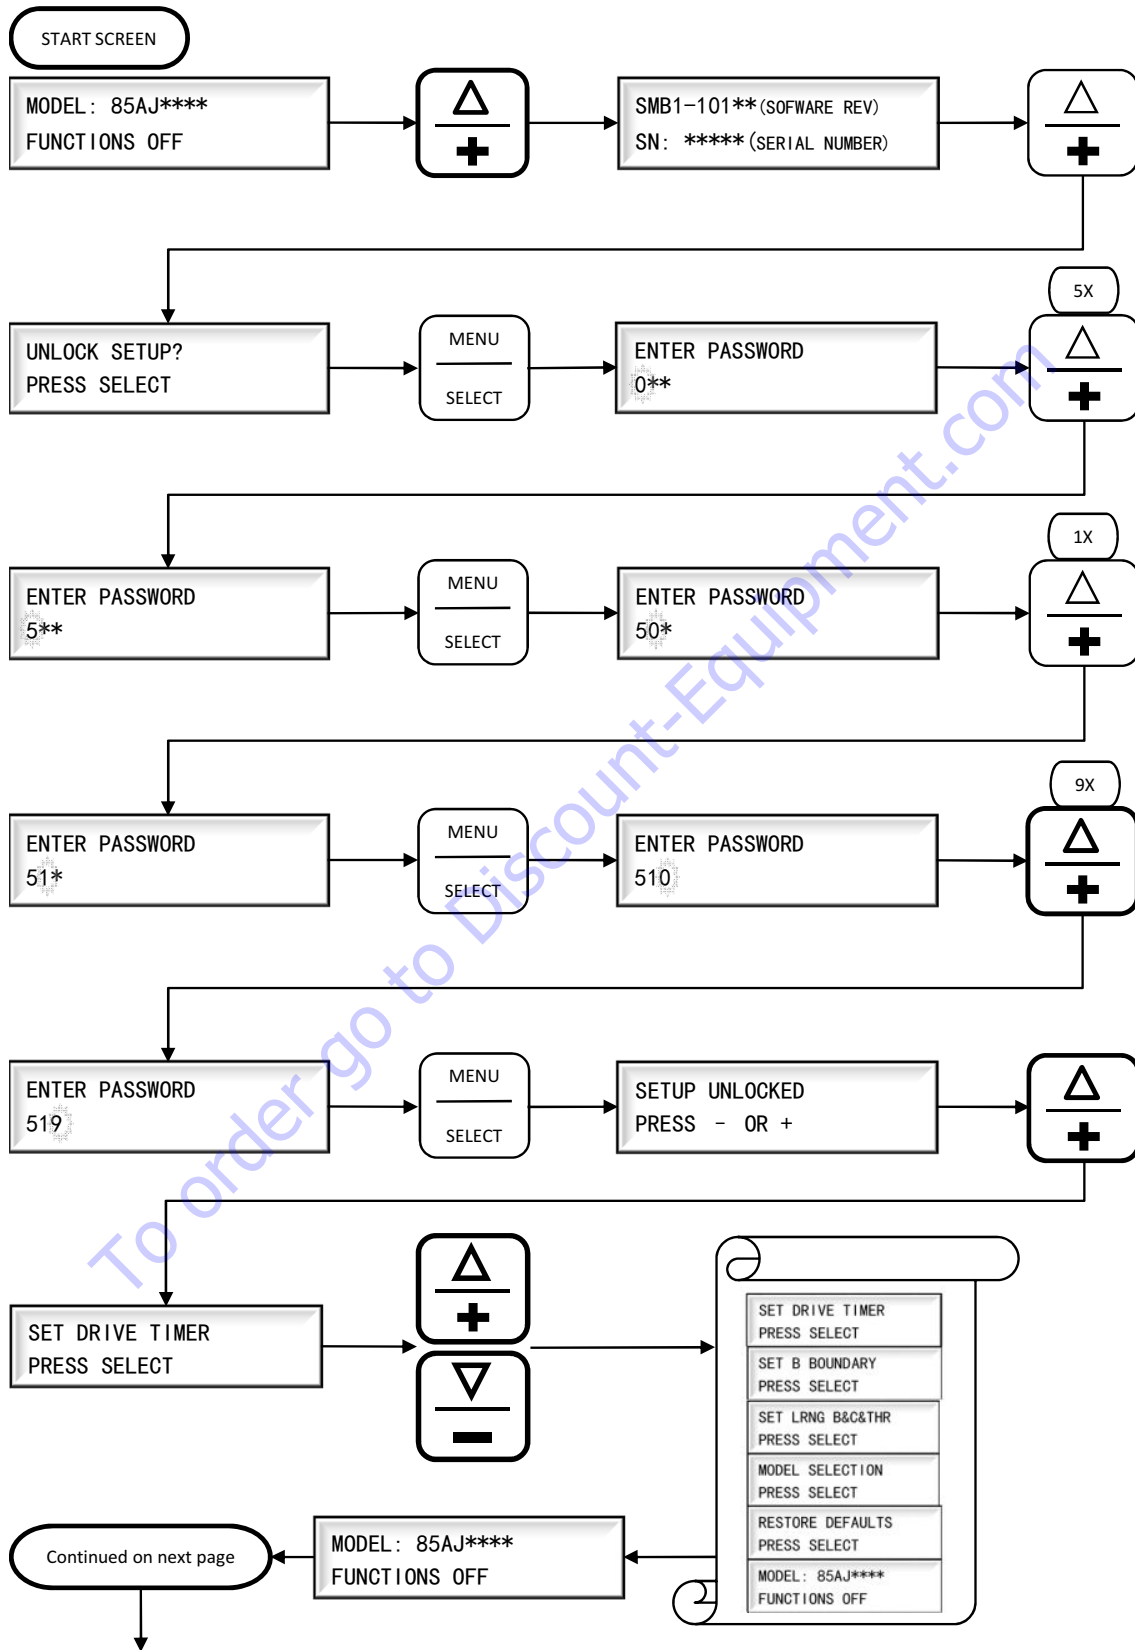 START SCREEN
MODEL: 85AJ****
FUNCTIONS OFF
SMB1-101**(SOFWARE REV)
SN: *****(SERIAL NUMBER)
UNLOCK SETUP?
PRESS SELECT
MENU
SELECT
ENTER PASSWORD
0**
5X
ENTER PASSWORD
5**
MENU
SELECT
ENTER PASSWORD
50*
1X
ENTER PASSWORD
51*
MENU
SELECT
ENTER PASSWORD
510
9X
ENTER PASSWORD
519
MENU
SELECT
SETUP UNLOCKED
PRESS - OR +
SET DRIVE TIMER
PRESS SELECT
SET DRIVE TIMER
PRESS SELECT
SET B BOUNDARY
PRESS SELECT
SET LRNG B&C&THR
PRESS SELECT
MODEL SELECTION
PRESS SELECT
RESTORE DEFAULTS
PRESS SELECT
MODEL: 85AJ****
FUNCTIONS OFF
MODEL: 85AJ****
FUNCTIONS OFF
Continued on next page
To order go to Discount-Equipment.com